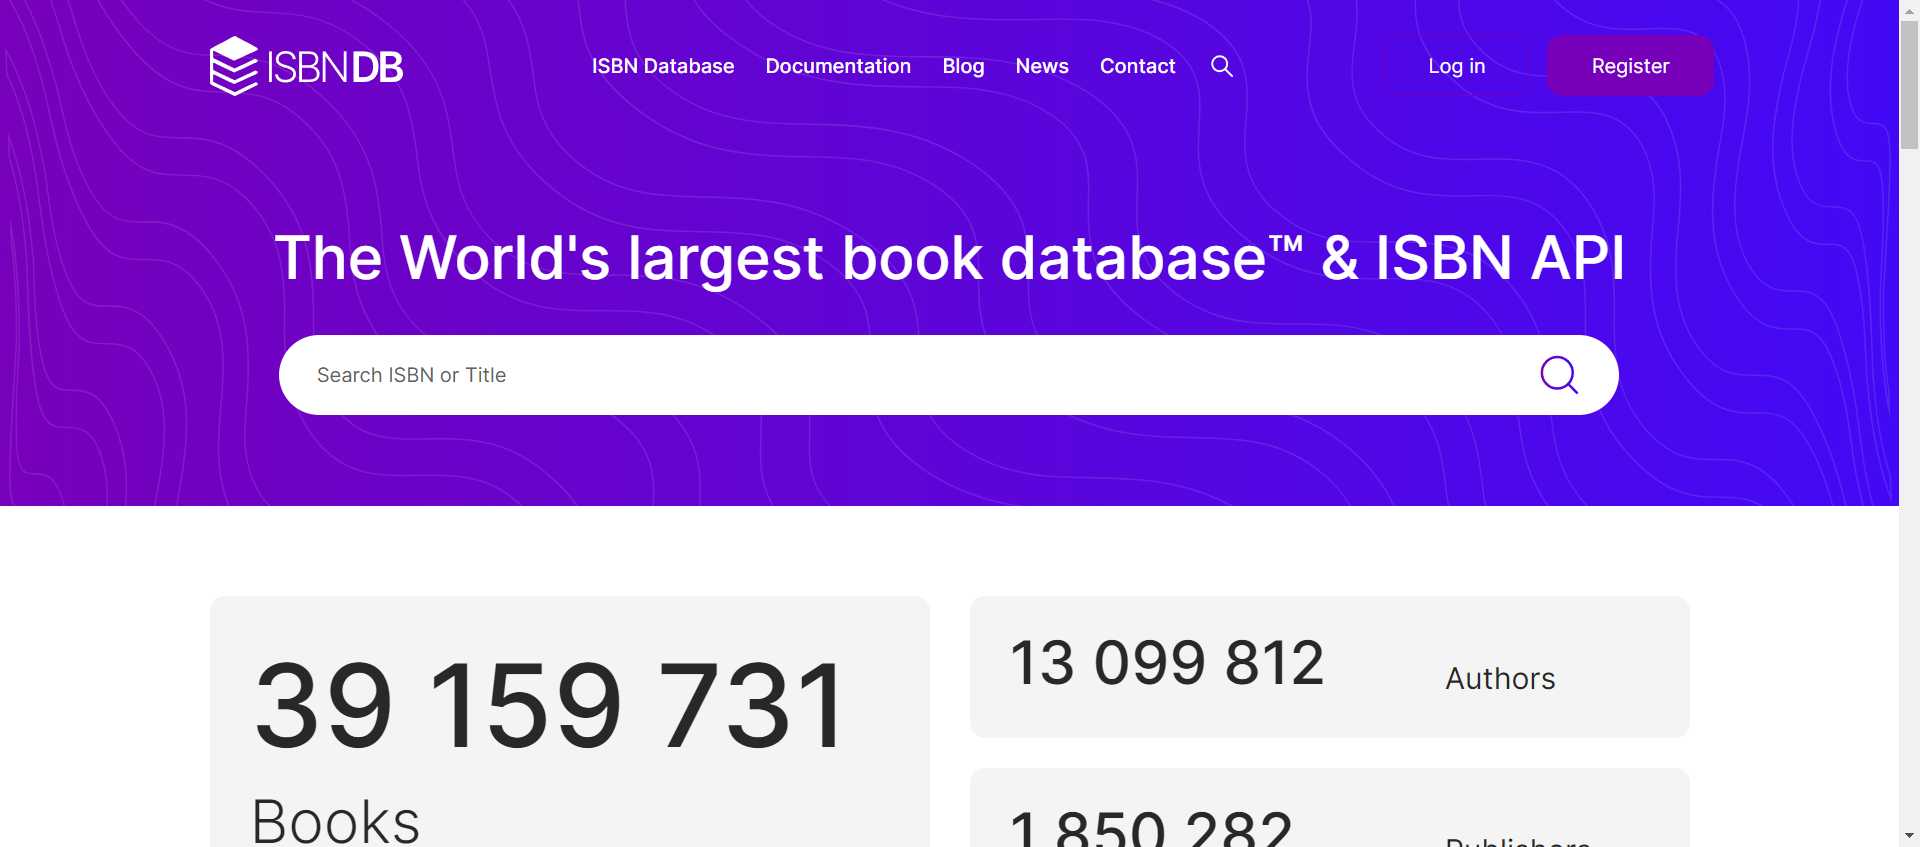 ISBNDB
ISBN Database
Documentation
Blog
News
Contact
Log in
Register
The World's largest book database™ & ISBN API
Search ISBN or Title
39 159 731
Books
13 099 812
Authors
1 850 282
Publishers